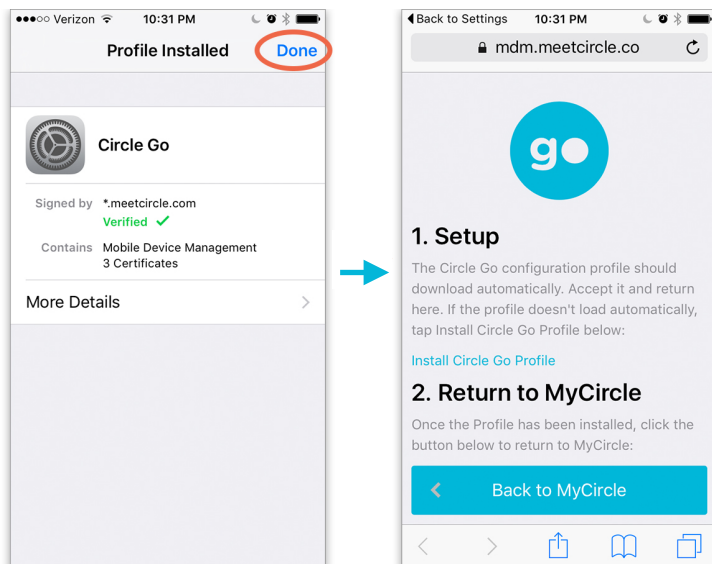 Verizon 10:31 PM
Profile Installed Done
Circle Go
Signed by *.meetcircle.com
Verified
Contains Mobile Device Management
3 Certificates
More Details
Back to Settings 10:31 PM
mdm.meetcircle.co
go
1. Setup
The Circle Go configuration profile should
download automatically. Accept it and return
here. If the profile doesn't load automatically,
tap Install Circle Go Profile below:
Install Circle Go Profile
2. Return to MyCircle
Once the Profile has been installed, click the
button below to return to MyCircle:
Back to MyCircle